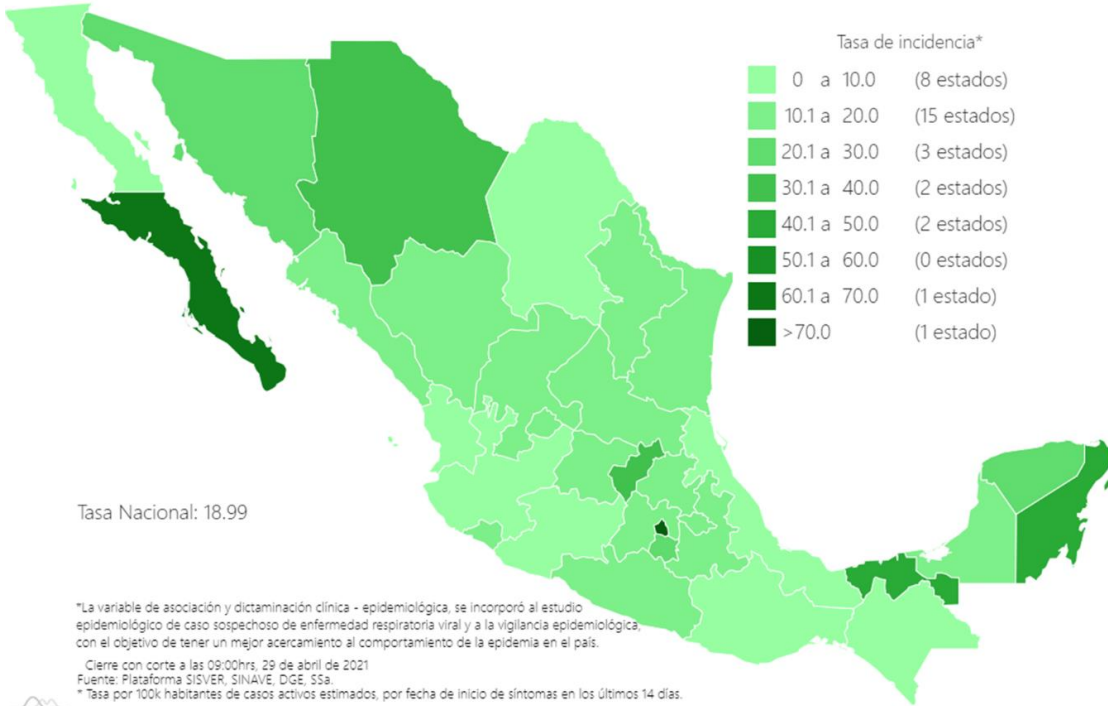 Tasa de incidencia*
0 a 10.0 (8 estados)
10.1 a 20.0 (15 estados)
20.1 a 30.0 (3 estados)
30.1 a 40.0 (2 estados)
40.1 a 50.0 (2 estados)
50.1 a 60.0 (0 estados)
60.1 a 70.0 (1 estado)
>70.0 (1 estado)
Tasa Nacional: 18.99
*La variable de asociación y dictaminación clínica - epidemiológica, se incorporó al estudio
epidemiológico de caso sospechoso de enfermedad respiratoria viral y a la vigilancia epidemiológica,
con el objetivo de tener un mejor acercamiento al comportamiento de la epidemia en el país.
Cierre con corte a las 09:00hrs, 29 de abril de 2021
Fuente: Plataforma SISVER, SINAVE, DGE, SSa.
* Tasa por 100k habitantes de casos activos estimados, por fecha de inicio de síntomas en los últimos 14 días.